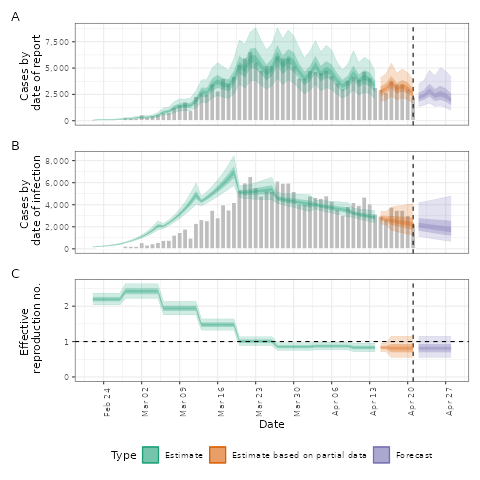 A
Cases by
date of report
7,500
5,000
2,500
0
B
Cases by
date of infection
8,000
6,000
4,000
2,000
0
C
Effective
reproduction no.
2
1
0
Feb 24
Mar 02
Mar 09
Mar 16
Mar 23
Mar 30
Apr 06
Apr 13
Apr 20
Apr 27
Date
Type
Estimate
Estimate based on partial data
Forecast